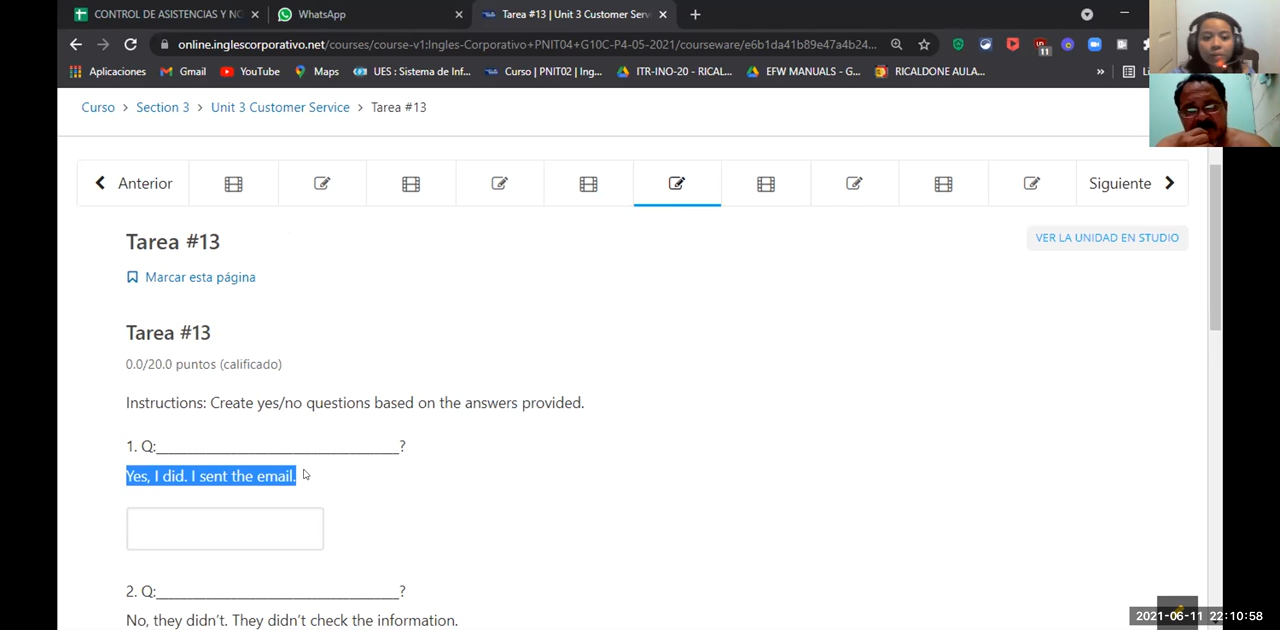 CONTROL DE ASISTENCIAS Y NO
WhatsApp
Tarea #13 | Unit 3 Customer Serv
online.inglescorporativo.net/courses/course-v1:Ingles-Corporativo+PNIT04+G10C-P4-05-2021/courseware/e6b1da41b89e47a4b24...
11
Aplicaciones
Gmail
YouTube
Maps
UES : Sistema de Inf...
Curso | PNIT02 | Ing...
ITR-INO-20 - RICAL...
EFW MANUALS - G...
RICALDONE AULA...
»
Curso > Section 3 > Unit 3 Customer Service > Tarea #13
Anterior
Siguiente
Tarea #13
VER LA UNIDAD EN STUDIO
Marcar esta página
Tarea #13
0.0/20.0 puntos (calificado)
Instructions: Create yes/no questions based on the answers provided.
1. Q:________________________________?
Yes, I did. I sent the email.
2. Q:________________________________?
No, they didn't. They didn't check the information.
2021-06-11 22:10:58